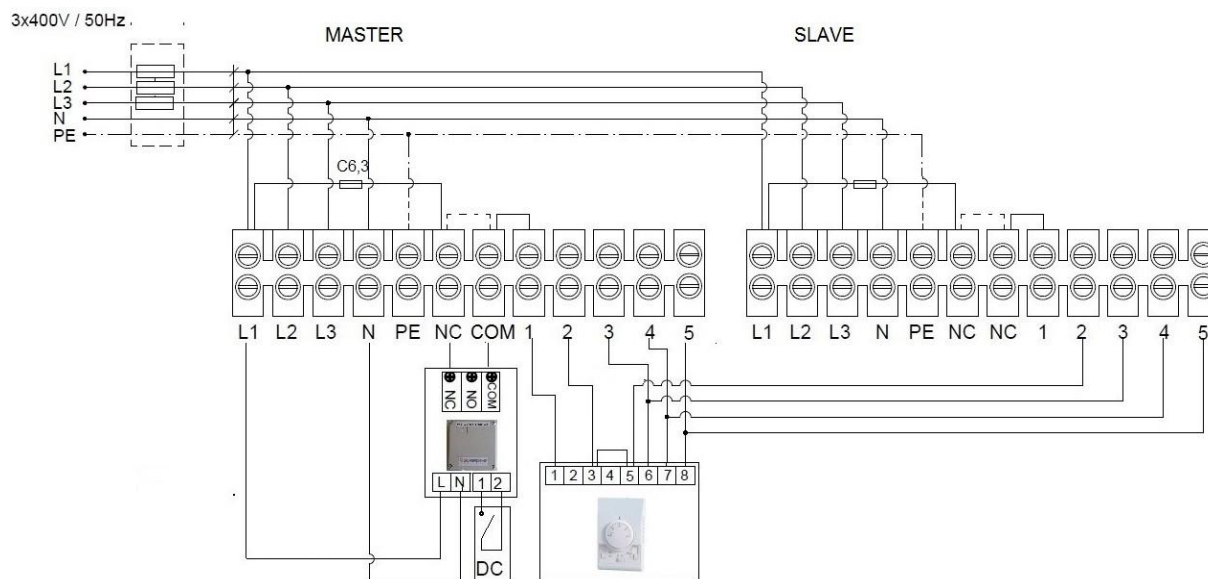 3x400V / 50Hz
MASTER
SLAVE
L1
L2
L3
N
PE
C6,3
L1 L2 L3 N PE NC COM 1 2 3 4 5
L1 L2 L3 N PE NC NC 1 2 3 4 5
NC NO COM
L N 1 2
1 2 3 4 5 6 7 8
DC